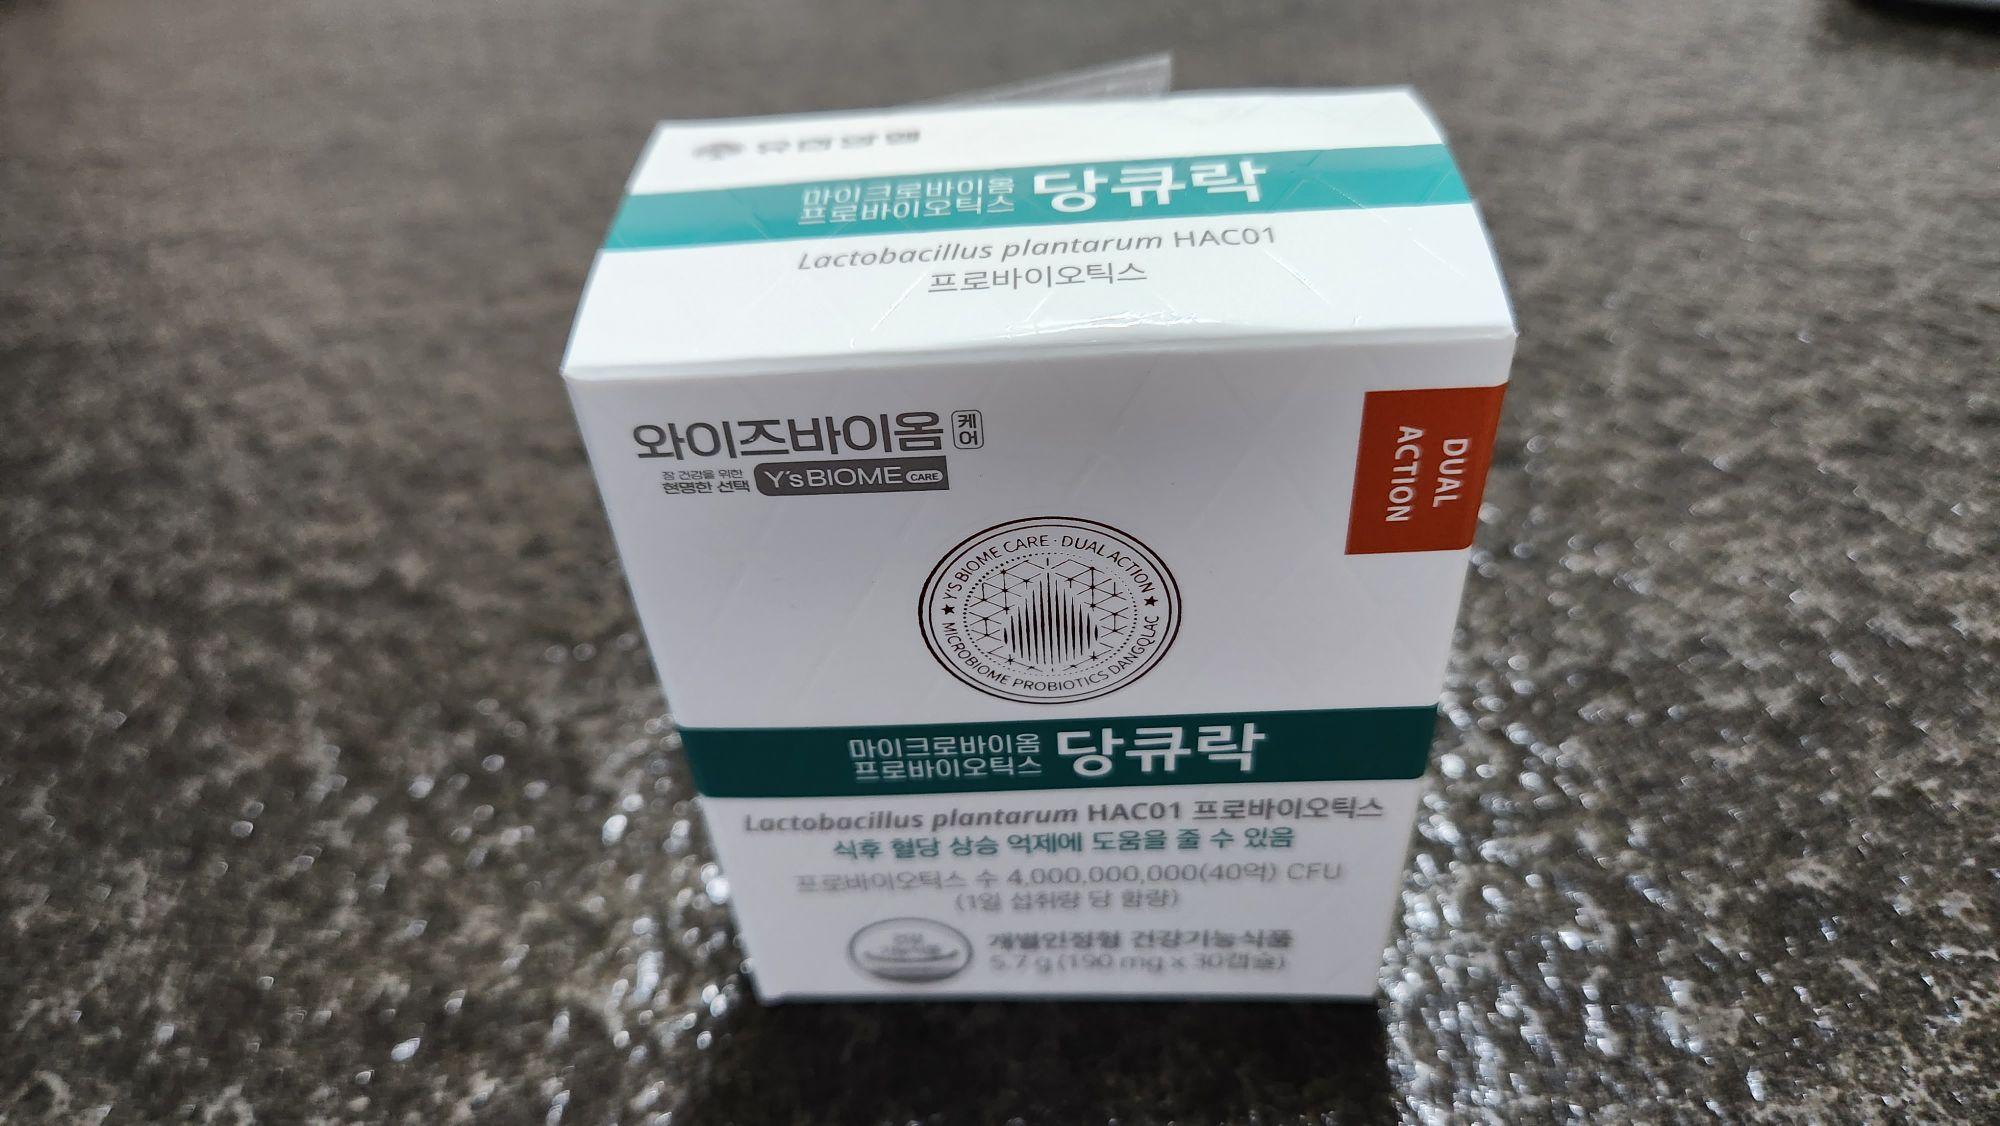 유한양행
마이크로바이옴
프로바이오틱스
당큐락
Lactobacillus plantarum HAC01
프로바이오틱스
와이즈바이옴 케어
장 건강을 위한
현명한 선택
Y's BIOME CARE
DUAL
ACTION
★ Y'S BIOME CARE · DUAL ACTION ★
MICROBIOME PROBIOTICS DANGQLAC
마이크로바이옴
프로바이오틱스
당큐락
Lactobacillus plantarum HAC01 프로바이오틱스
식후 혈당 상승 억제에 도움을 줄 수 있음
프로바이오틱스 수 4,000,000,000(40억) CFU
(1일 섭취량 당 함량)
개별인정형 건강기능식품
5.7 g (190 mg x 30캡슐)